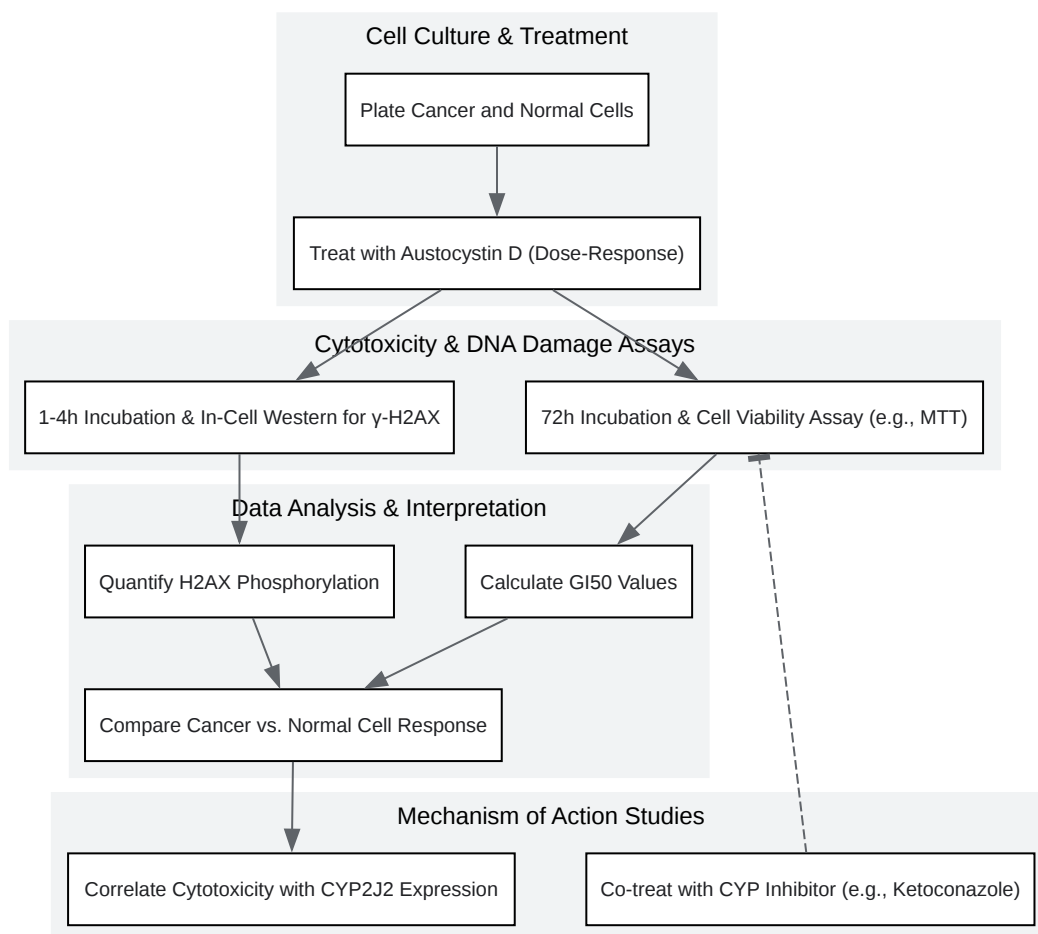 Cell Culture & Treatment
Plate Cancer and Normal Cells
Treat with Austocystin D (Dose-Response)
Cytotoxicity & DNA Damage Assays
1-4h Incubation & In-Cell Western for γ-H2AX
72h Incubation & Cell Viability Assay (e.g., MTT)
Data Analysis & Interpretation
Quantify H2AX Phosphorylation
Calculate GI50 Values
Compare Cancer vs. Normal Cell Response
Mechanism of Action Studies
Correlate Cytotoxicity with CYP2J2 Expression
Co-treat with CYP Inhibitor (e.g., Ketoconazole)